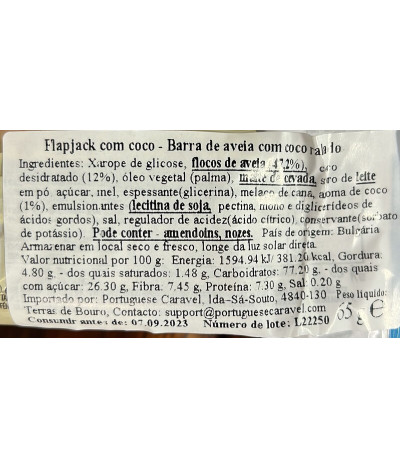 Flapjack com coco - Barra de aveia com coco ralado
Ingredientes: Xarope de glicose, flocos de aveia (47.2%), coco
desidratado (12%), óleo vegetal (palma), malte de cevada, soro de leite
em pó, açúcar, mel, espessante(glicerina), melaço de cana, aroma de coco
(1%), emulsionantes (lecitina de soja, pectina, mono e diglicerídeos de
ácidos gordos), sal, regulador de acidez(ácido cítrico), conservante(sorbato
de potássio). Pode conter - amendoins, nozes. País de origem: Bulgária
Armazenar em local seco e fresco, longe da luz solar direta.
Valor nutricional por 100 g: Energia: 1594.94 kJ/ 381.20 kcal, Gordura:
4.80 g - dos quais saturados: 1.48 g, Carboidratos: 77.20 g - dos quais
com açúcar: 26.30 g, Fibra: 7.45 g, Proteína: 7.30 g, Sal: 0.20 g
Importado por: Portuguese Caravel, Ida-Sá-Souto, 4840-130 Peso líquido:
Terras de Bouro, Contacto: support@portuguesecaravel.com 65 g e
Consumir antes de: 07.09.2023 Número de lote: L22250